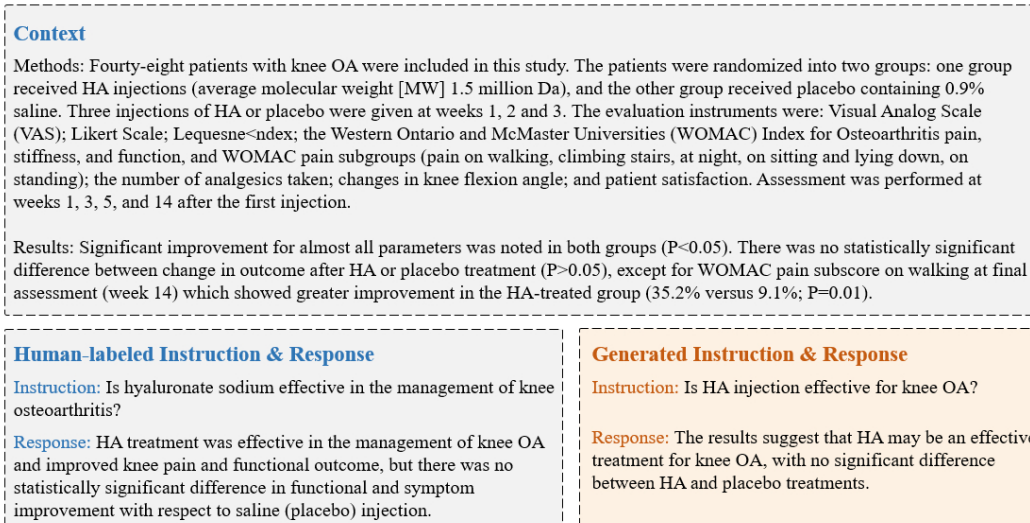 Context
Methods: Fourty-eight patients with knee OA were included in this study. The patients were randomized into two groups: one group
received HA injections (average molecular weight [MW] 1.5 million Da), and the other group received placebo containing 0.9%
saline. Three injections of HA or placebo were given at weeks 1, 2 and 3. The evaluation instruments were: Visual Analog Scale
(VAS); Likert Scale; Lequesne<ndex; the Western Ontario and McMaster Universities (WOMAC) Index for Osteoarthritis pain,
stiffness, and function, and WOMAC pain subgroups (pain on walking, climbing stairs, at night, on sitting and lying down, on
standing); the number of analgesics taken; changes in knee flexion angle; and patient satisfaction. Assessment was performed at
weeks 1, 3, 5, and 14 after the first injection.
Results: Significant improvement for almost all parameters was noted in both groups (P<0.05). There was no statistically significant
difference between change in outcome after HA or placebo treatment (P>0.05), except for WOMAC pain subscore on walking at final
assessment (week 14) which showed greater improvement in the HA-treated group (35.2% versus 9.1%; P=0.01).
Human-labeled Instruction & Response
Instruction: Is hyaluronate sodium effective in the management of knee
osteoarthritis?
Response: HA treatment was effective in the management of knee OA
and improved knee pain and functional outcome, but there was no
statistically significant difference in functional and symptom
improvement with respect to saline (placebo) injection.
Generated Instruction & Response
Instruction: Is HA injection effective for knee OA?
Response: The results suggest that HA may be an effective
treatment for knee OA, with no significant difference
between HA and placebo treatments.